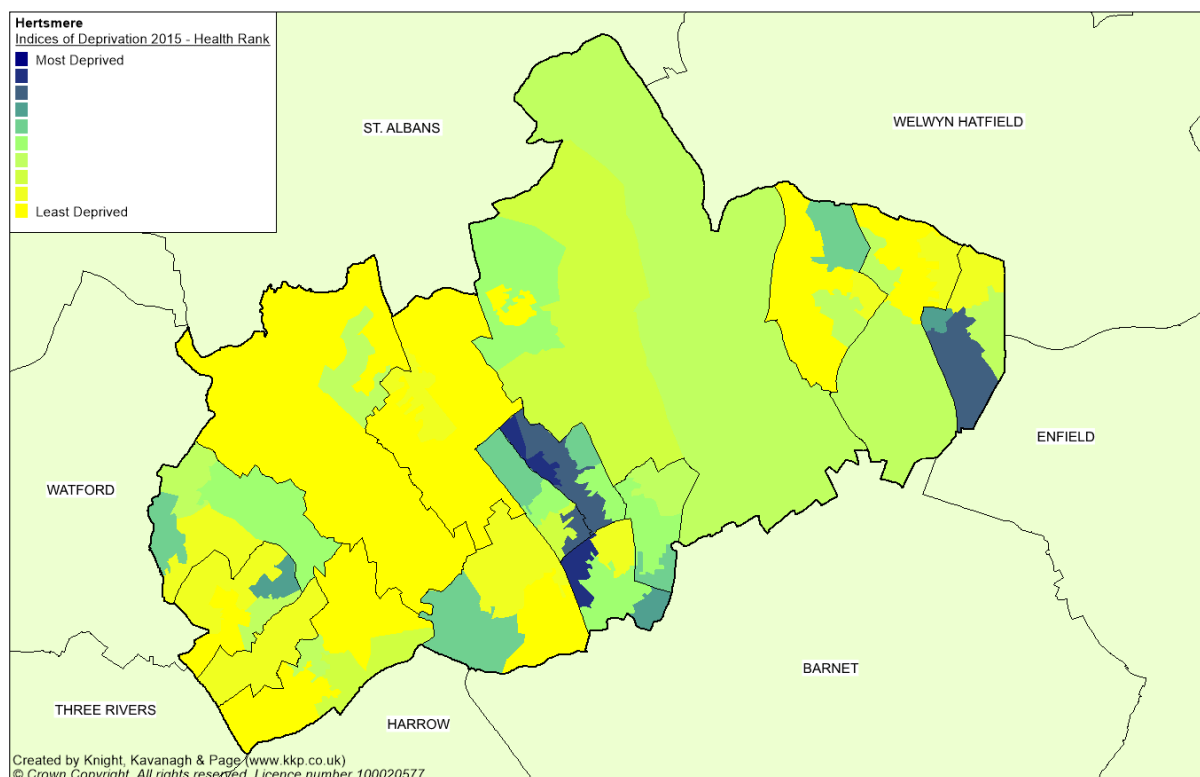 Hertsmere
Indices of Deprivation 2015 - Health Rank
Most Deprived
Least Deprived
ST. ALBANS
WELWYN HATFIELD
WATFORD
ENFIELD
BARNET
THREE RIVERS
HARROW
Created by Knight, Kavanagh & Page (www.kkp.co.uk)
© Crown Copyright. All rights reserved. Licence number 100020577